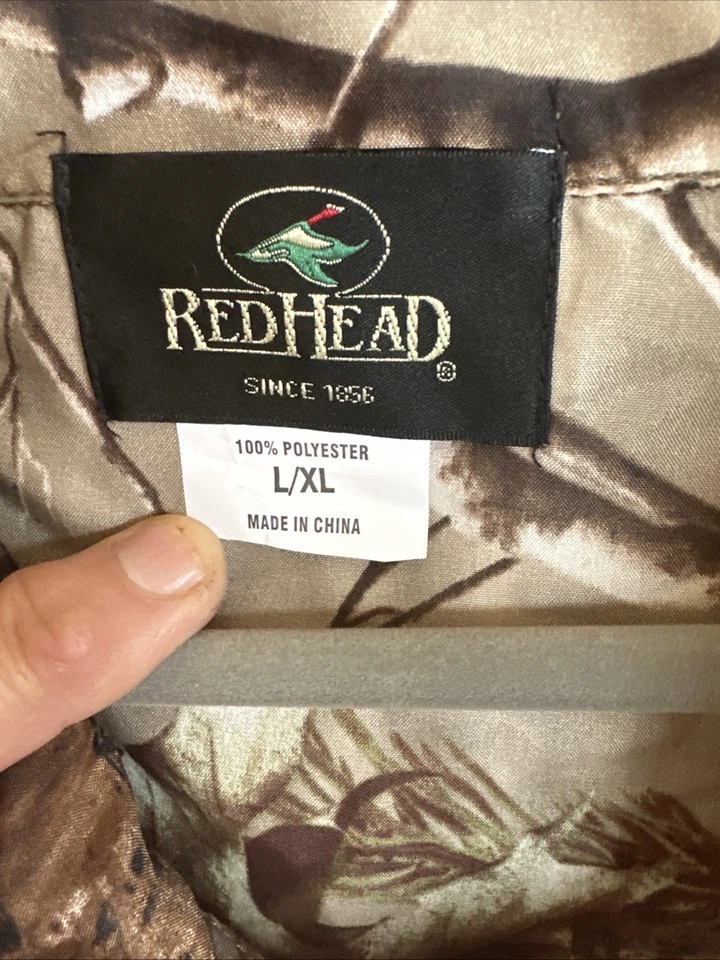 REDHEAD
®
SINCE 1856
100% POLYESTER
L/XL
MADE IN CHINA